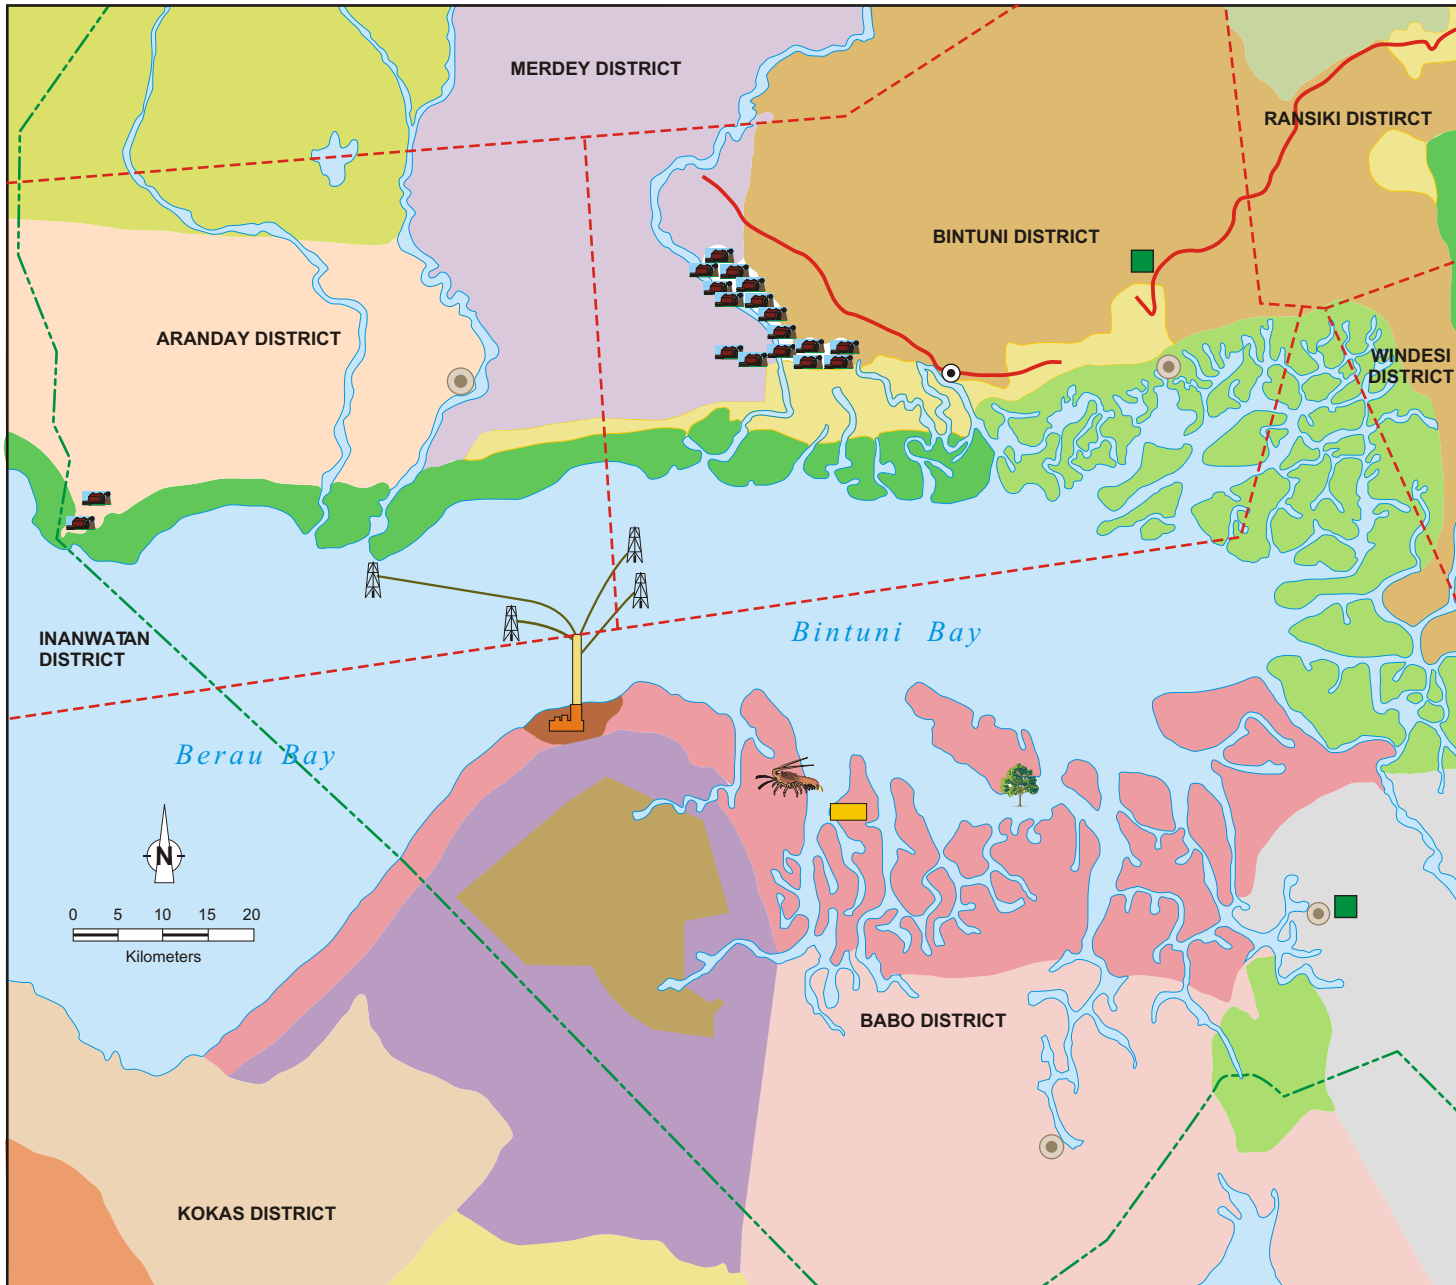 MERDEY DISTRICT
RANSIKI DISTIRCT
BINTUNI DISTRICT
ARANDAY DISTRICT
WINDESI
DISTRICT
INANWATAN
DISTRICT
Bintuni Bay
Berau Bay
N
0 5 10 15 20
Kilometers
BABO DISTRICT
KOKAS DISTRICT